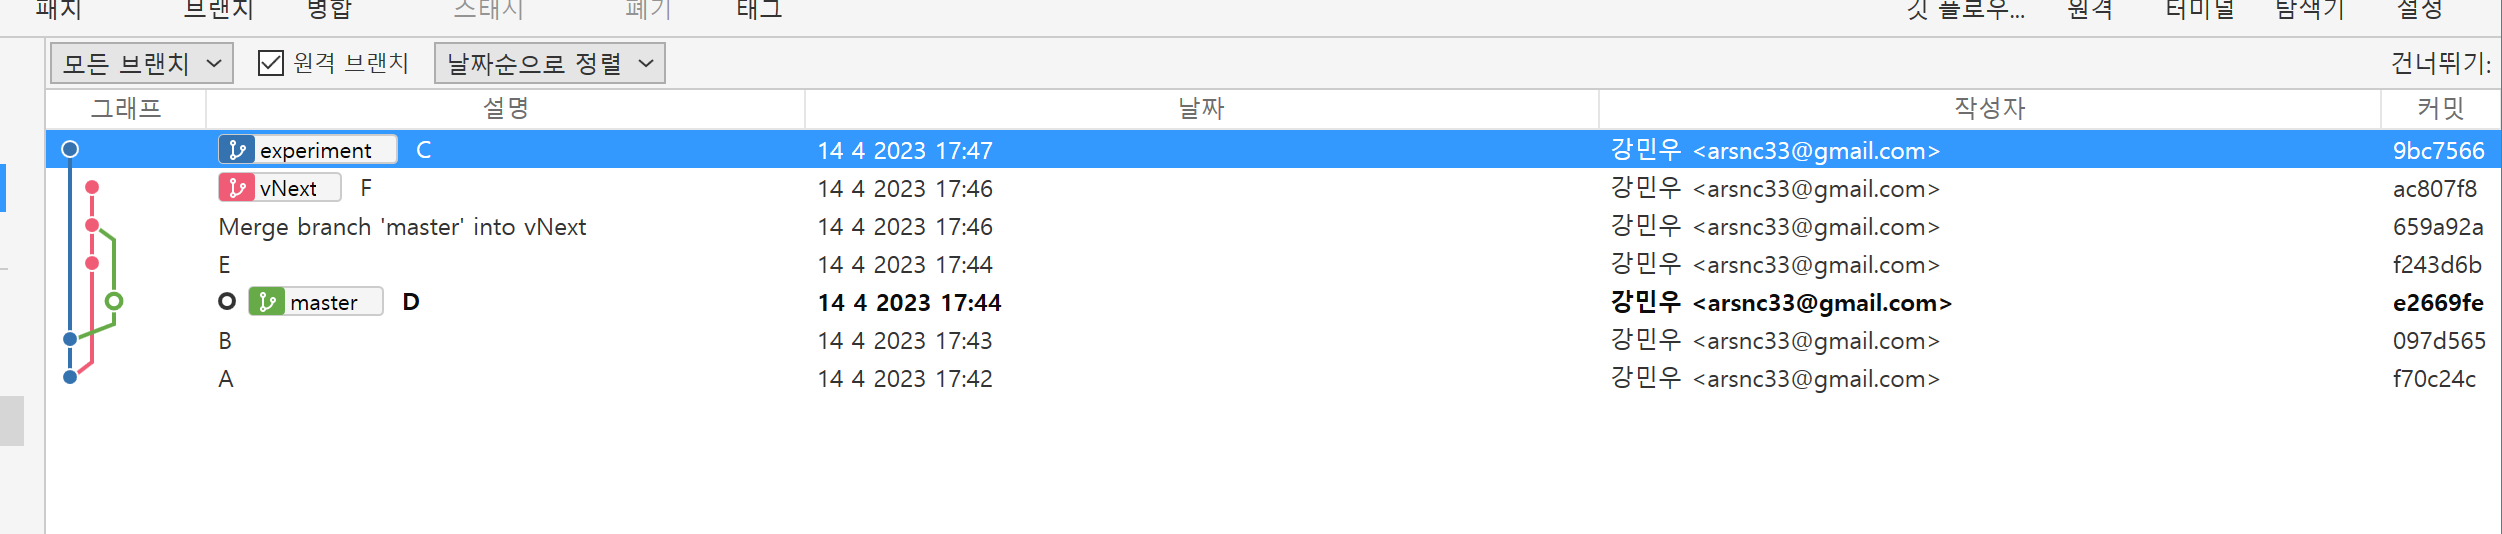 패치 브랜치 병합 스태시 폐기 태그 깃 플로우... 원격 터미널 탐색기 설정
모든 브랜치 원격 브랜치 날짜순으로 정렬 건너뛰기:
그래프 설명 날짜 작성자 커밋
experiment C 14 4 2023 17:47 강민우 <arsnc33@gmail.com> 9bc7566
vNext F 14 4 2023 17:46 강민우 <arsnc33@gmail.com> ac807f8
Merge branch 'master' into vNext 14 4 2023 17:46 강민우 <arsnc33@gmail.com> 659a92a
E 14 4 2023 17:44 강민우 <arsnc33@gmail.com> f243d6b
master D 14 4 2023 17:44 강민우 <arsnc33@gmail.com> e2669fe
B 14 4 2023 17:43 강민우 <arsnc33@gmail.com> 097d565
A 14 4 2023 17:42 강민우 <arsnc33@gmail.com> f70c24c